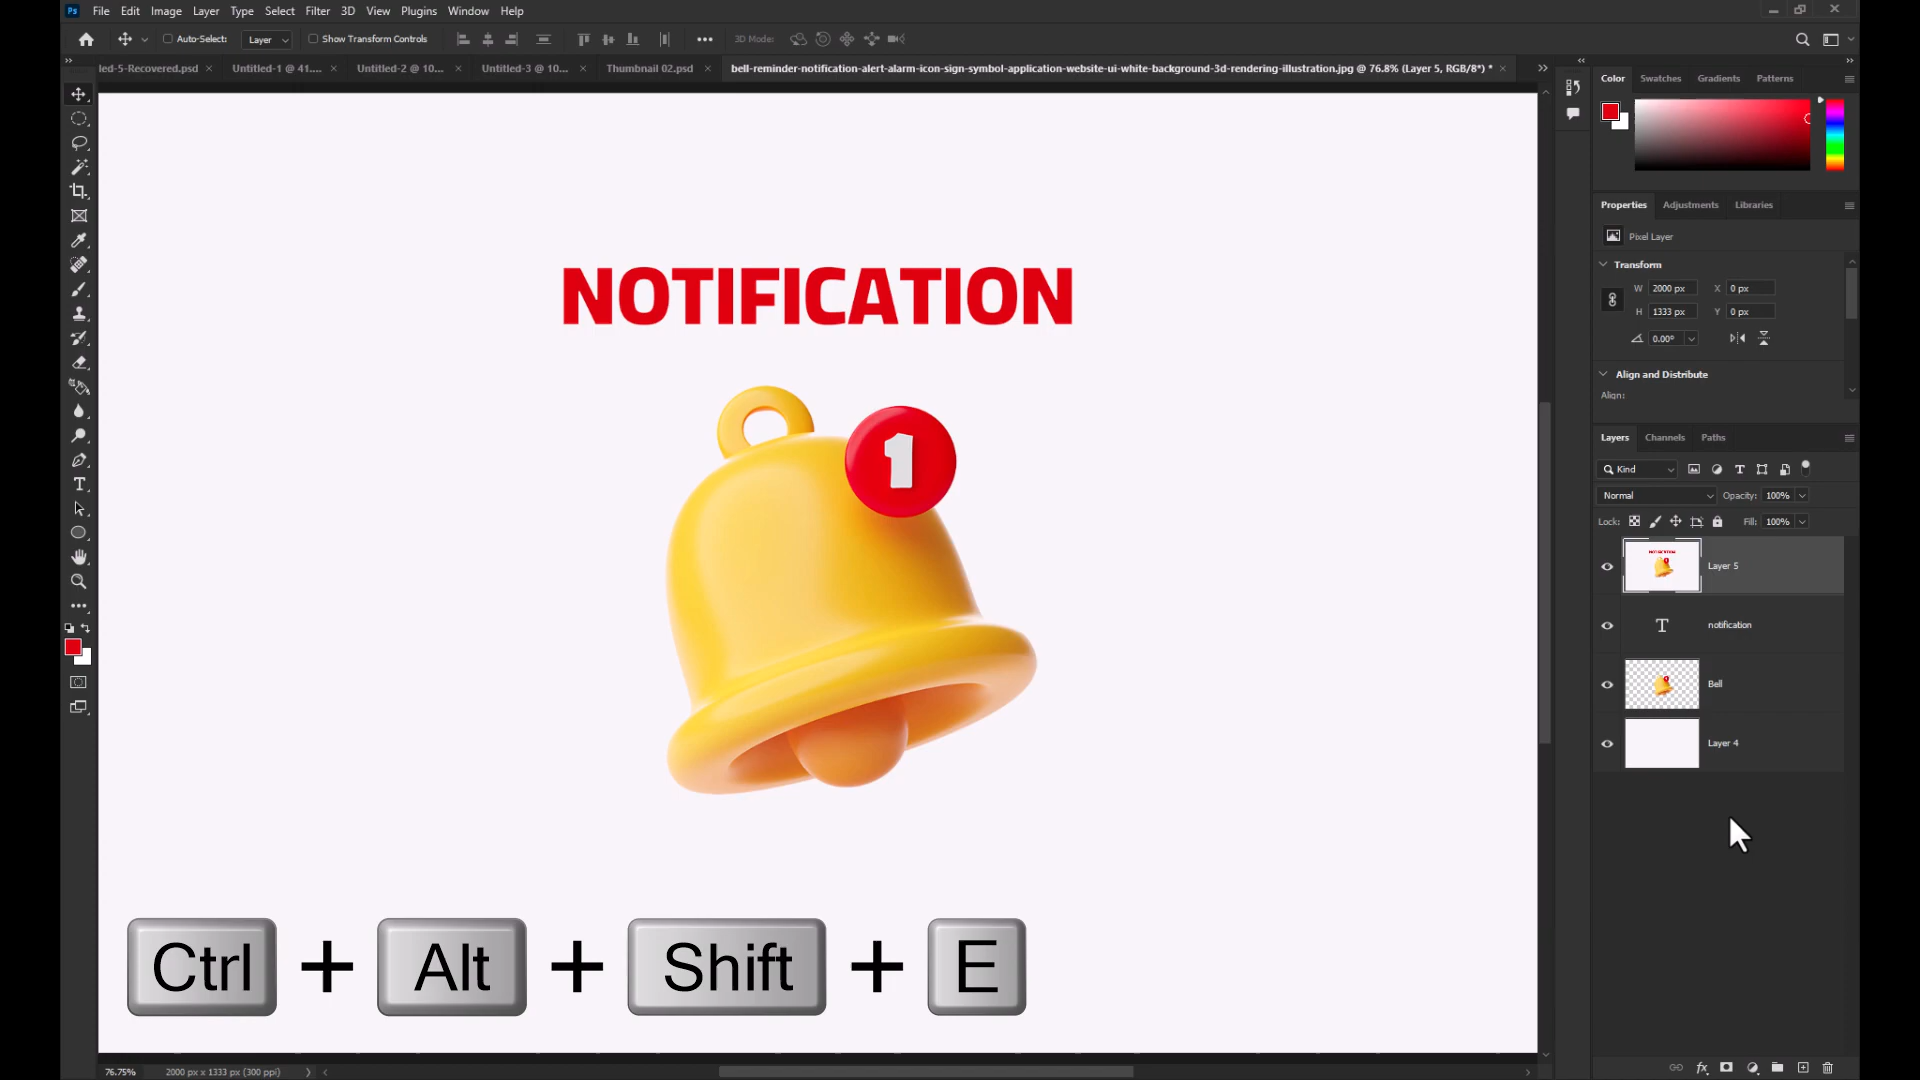 Ps File Edit Image Layer Type Select Filter 3D View Plugins Window Help
Auto-Select: Layer Show Transform Controls 3D Mode:
led-5-Recovered.psd × Untitled-1 @ 41.... × Untitled-2 @ 10... × Untitled-3 @ 10... × Thumbnail 02.psd × bell-reminder-notification-alert-alarm-icon-sign-symbol-application-website-ui-white-background-3d-rendering-illustration.jpg @ 76.8% (Layer 5, RGB/8*) * ×
Color Swatches Gradients Patterns
Properties Adjustments Libraries
Pixel Layer
Transform
W 2000 px X 0 px
H 1333 px Y 0 px
0.00°
Align and Distribute
Align:
NOTIFICATION
1
Layers Channels Paths
Kind
Normal Opacity: 100%
Lock: Fill: 100%
Layer 5
notification
Bell
Layer 4
Ctrl + Alt + Shift + E
76.75% 2000 px x 1333 px (300 ppi)